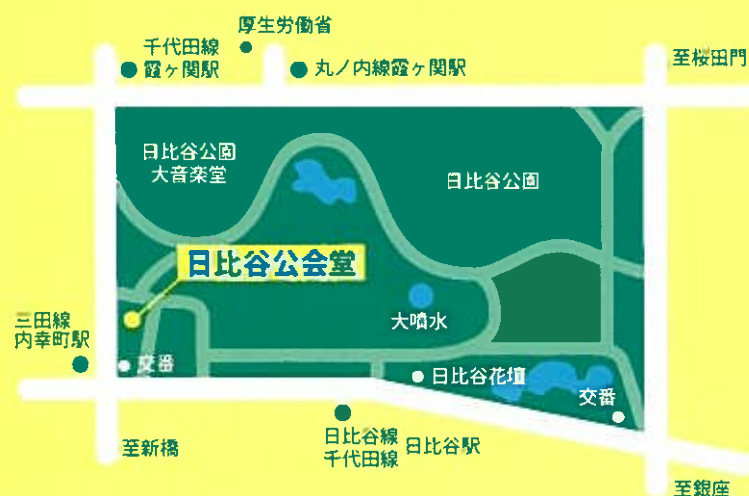 厚生労働省
千代田線
霞ヶ関駅
丸ノ内線霞ヶ関駅
至桜田門
日比谷公園
大音楽堂
日比谷公園
日比谷公会堂
大噴水
三田線
内幸町駅
交番
日比谷花壇
交番
至新橋
日比谷線
千代田線
日比谷駅
至銀座